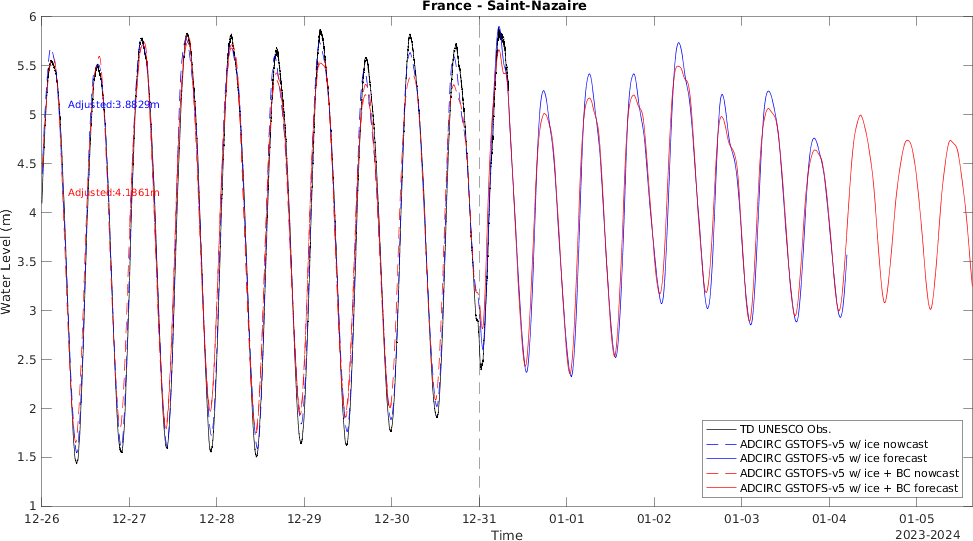 France - Saint-Nazaire
6
5.5
5
4.5
4
3.5
3
2.5
2
1.5
1
Water Level (m)
Adjusted:3.8829m
Adjusted:4.1361m
TD UNESCO Obs.
ADCIRC GSTOFS-v5 w/ ice nowcast
ADCIRC GSTOFS-v5 w/ ice forecast
ADCIRC GSTOFS-v5 w/ ice + BC nowcast
ADCIRC GSTOFS-v5 w/ ice + BC forecast
12-26 12-27 12-28 12-29 12-30 12-31 01-01 01-02 01-03 01-04 01-05
Time
2023-2024